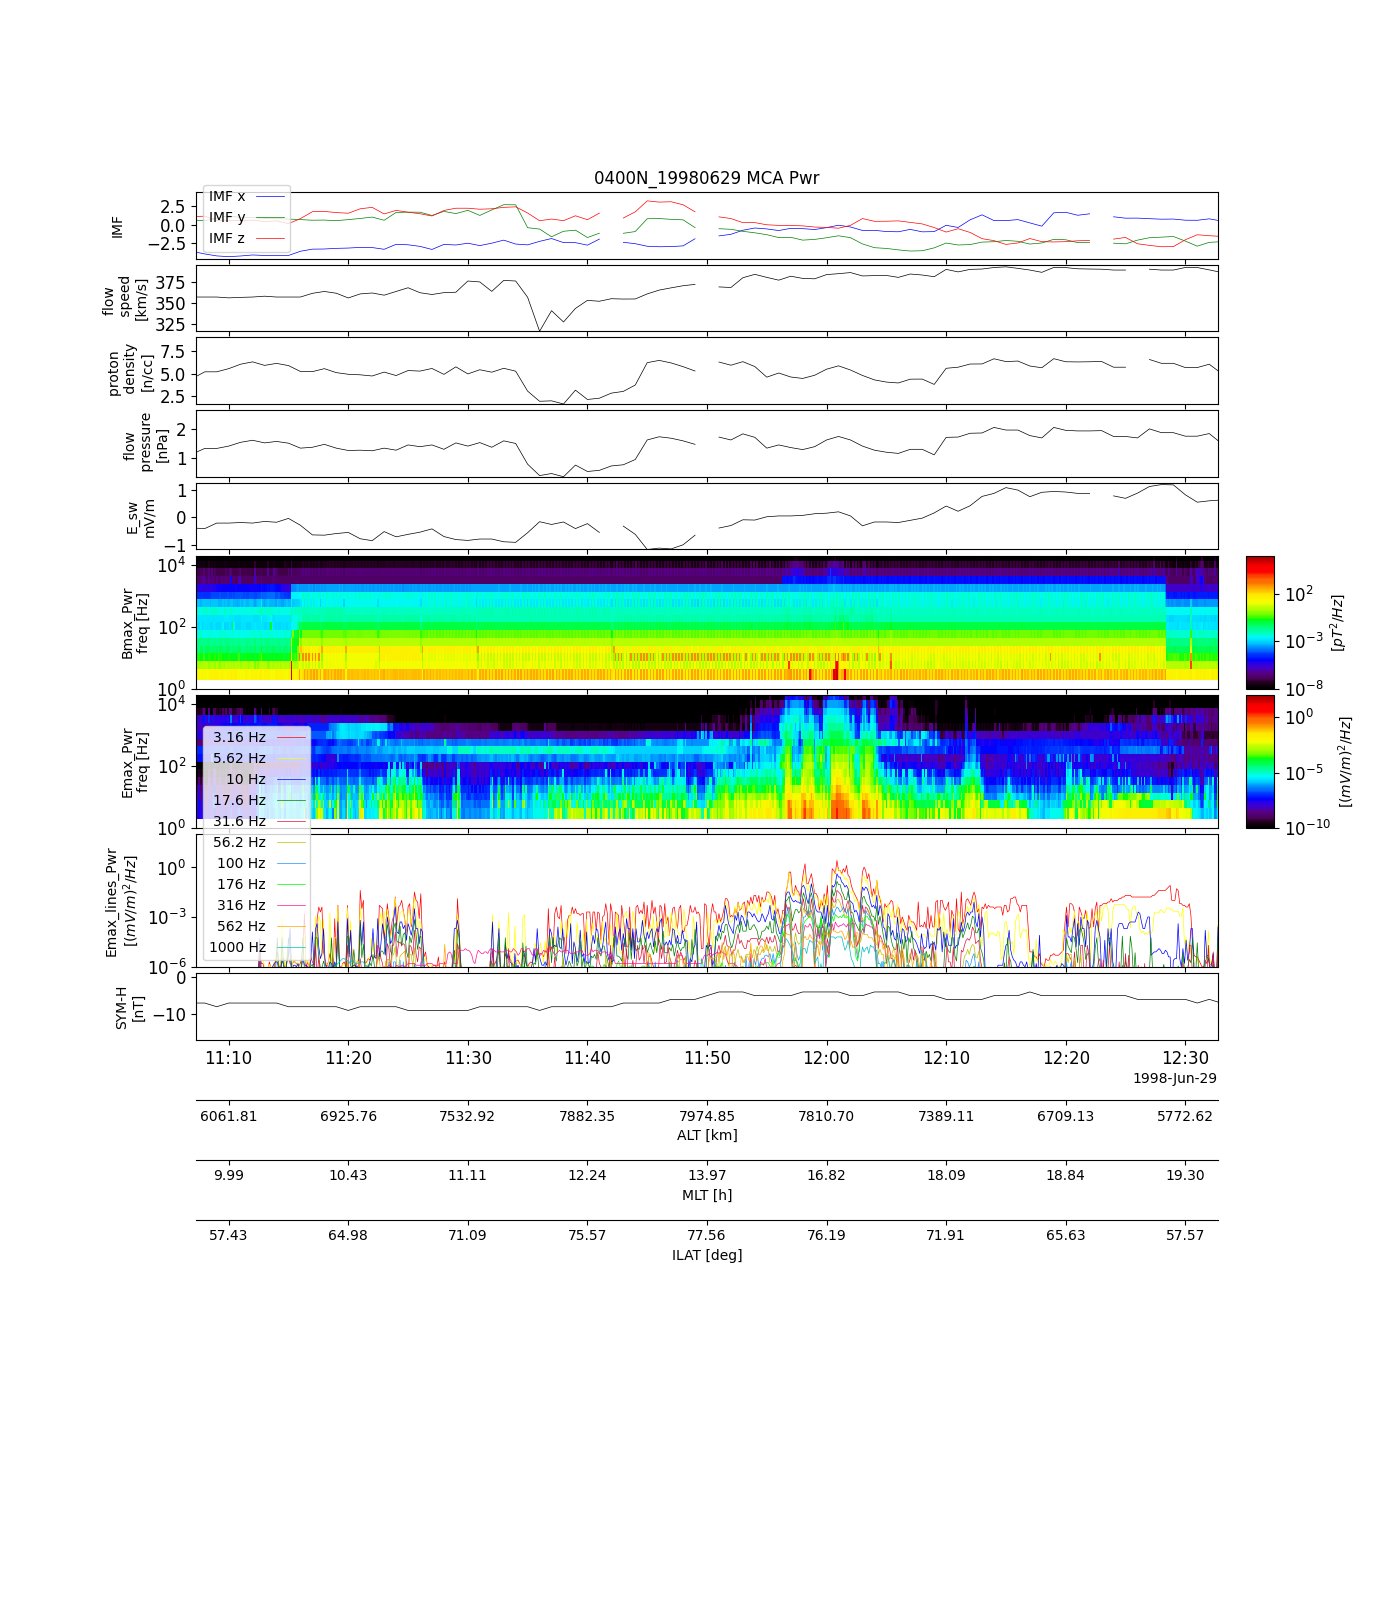 0400N_19980629 MCA Pwr
IMF x
IMF y
IMF z
IMF
2.5
0.0
−2.5
flow
speed
[km/s]
375
350
325
proton
density
[n/cc]
7.5
5.0
2.5
flow
pressure
[nPa]
2
1
E_sw
mV/m
1
0
−1
Bmax_Pwr
freq [Hz]
10^4
10^2
10^0
10^2
10^−3
10^−8
[pT^2/Hz]
Emax_Pwr
freq [Hz]
10^4
10^2
10^0
10^0
10^−5
10^−10
[(mV/m)^2/Hz]
3.16 Hz
5.62 Hz
10 Hz
17.6 Hz
31.6 Hz
56.2 Hz
100 Hz
176 Hz
316 Hz
562 Hz
1000 Hz
Emax_lines_Pwr
[(mV/m)^2/Hz]
10^0
10^−3
10^−6
SYM-H
[nT]
0
−10
11:10 11:20 11:30 11:40 11:50 12:00 12:10 12:20 12:30
1998-Jun-29
6061.81 6925.76 7532.92 7882.35 7974.85 7810.70 7389.11 6709.13 5772.62
ALT [km]
9.99 10.43 11.11 12.24 13.97 16.82 18.09 18.84 19.30
MLT [h]
57.43 64.98 71.09 75.57 77.56 76.19 71.91 65.63 57.57
ILAT [deg]